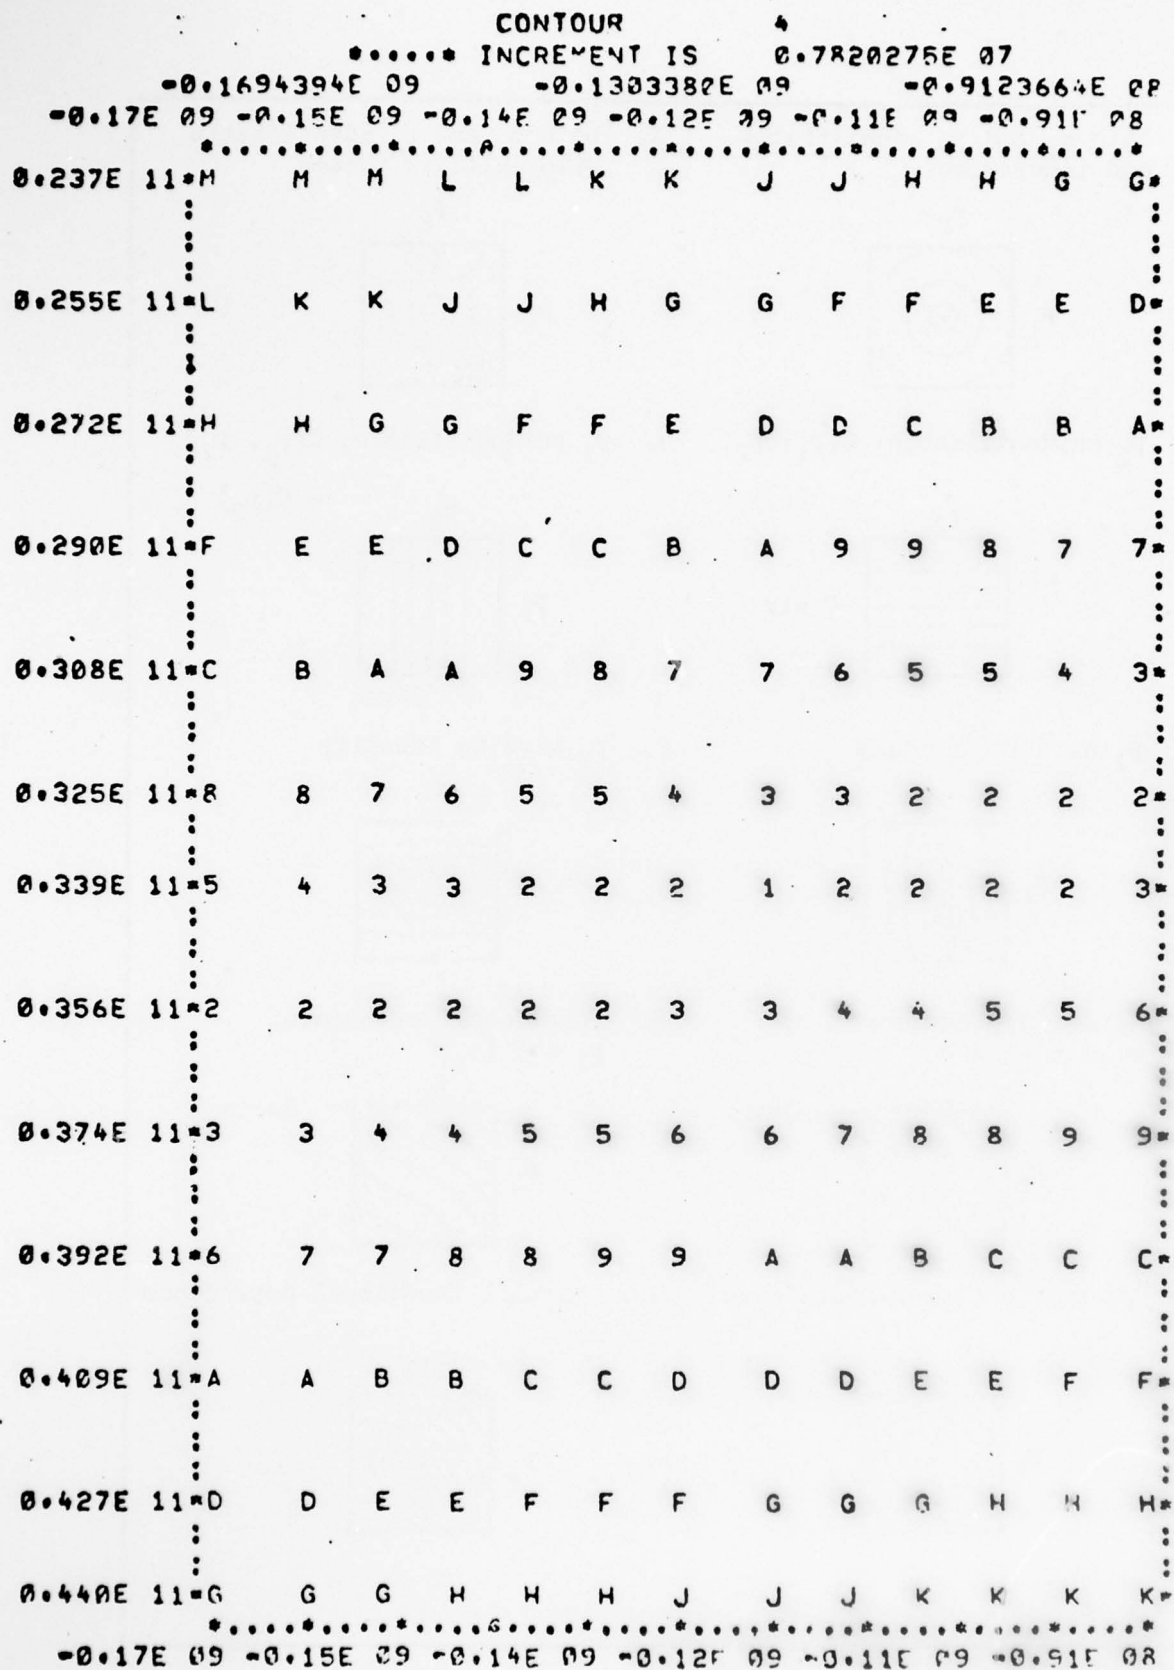 CONTOUR 4
***** INCREMENT IS 0.7820275E 07
-0.1694394E 09 -0.1303380E 09 -0.9123664E 08
-0.17E 09 -0.15E 09 -0.14E 09 -0.12E 09 -0.11E 09 -0.91E 08
0.237E 11*M M M L L K K J J H H G G*
0.255E 11*L K K J J H G G F F E E D*
0.272E 11*H H G G F F E D D C B B A*
0.290E 11*F E E D C C B A 9 9 8 7 7*
0.308E 11*C B A A 9 8 7 7 6 5 5 4 3*
0.325E 11*8 8 7 6 5 5 4 3 3 2 2 2 2*
0.339E 11*5 4 3 3 2 2 2 1 2 2 2 2 3*
0.356E 11*2 2 2 2 2 2 3 3 4 4 5 5 6*
0.374E 11*3 3 4 4 5 5 6 6 7 8 8 9 9*
0.392E 11*6 7 7 8 8 9 9 A A B C C C*
0.409E 11*A A B B C C D D D E E F F*
0.427E 11*D D E E F F F G G G H H H*
0.440E 11*G G G H H H J J J K K K K*
-0.17E 09 -0.15E 09 -0.14E 09 -0.12E 09 -0.11E 09 -0.91E 08